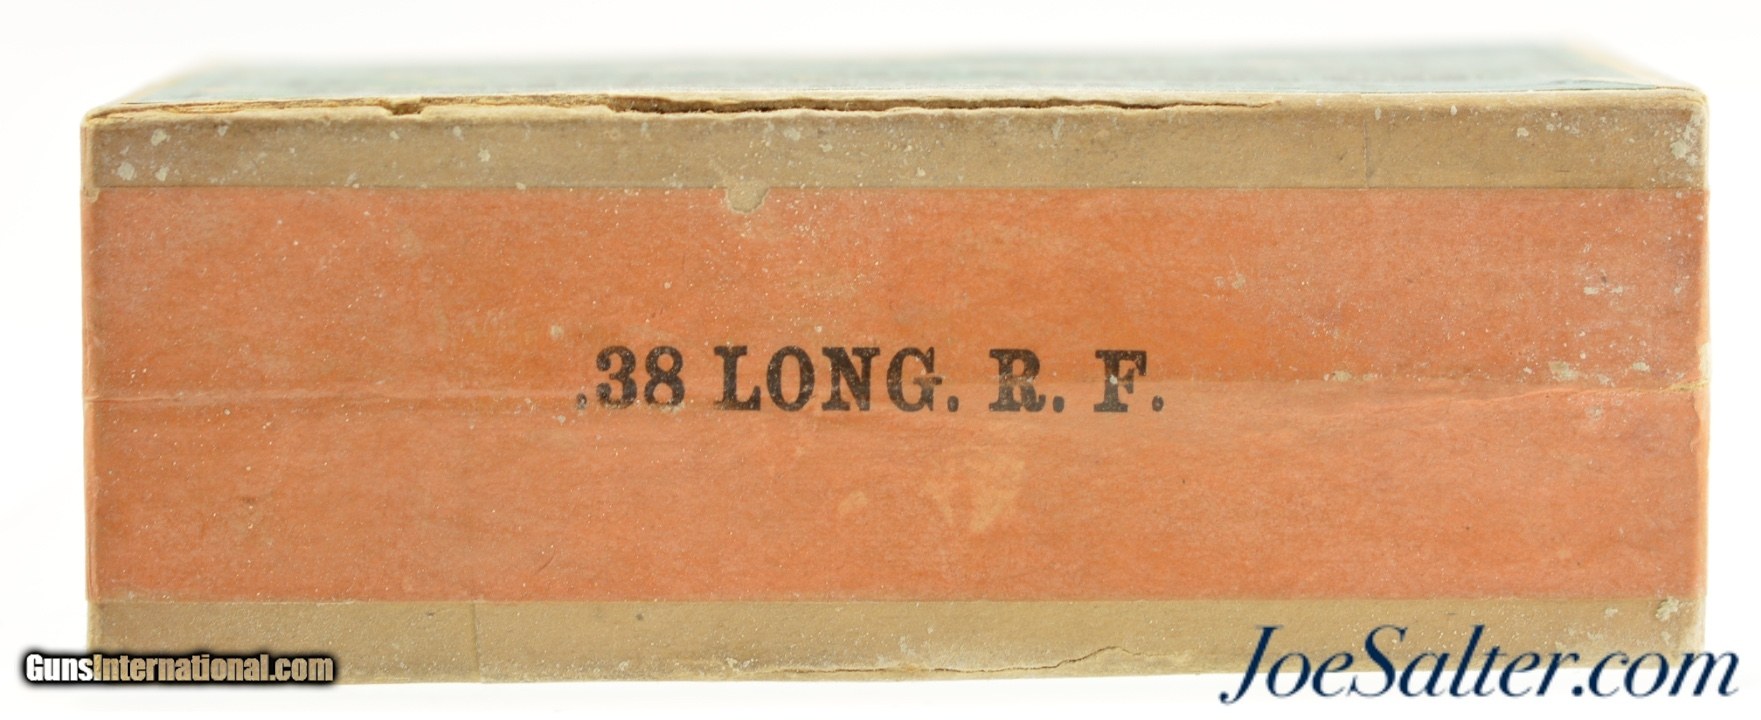 .38 LONG. R. F.
GunsInternational.com
JoeSalter.com